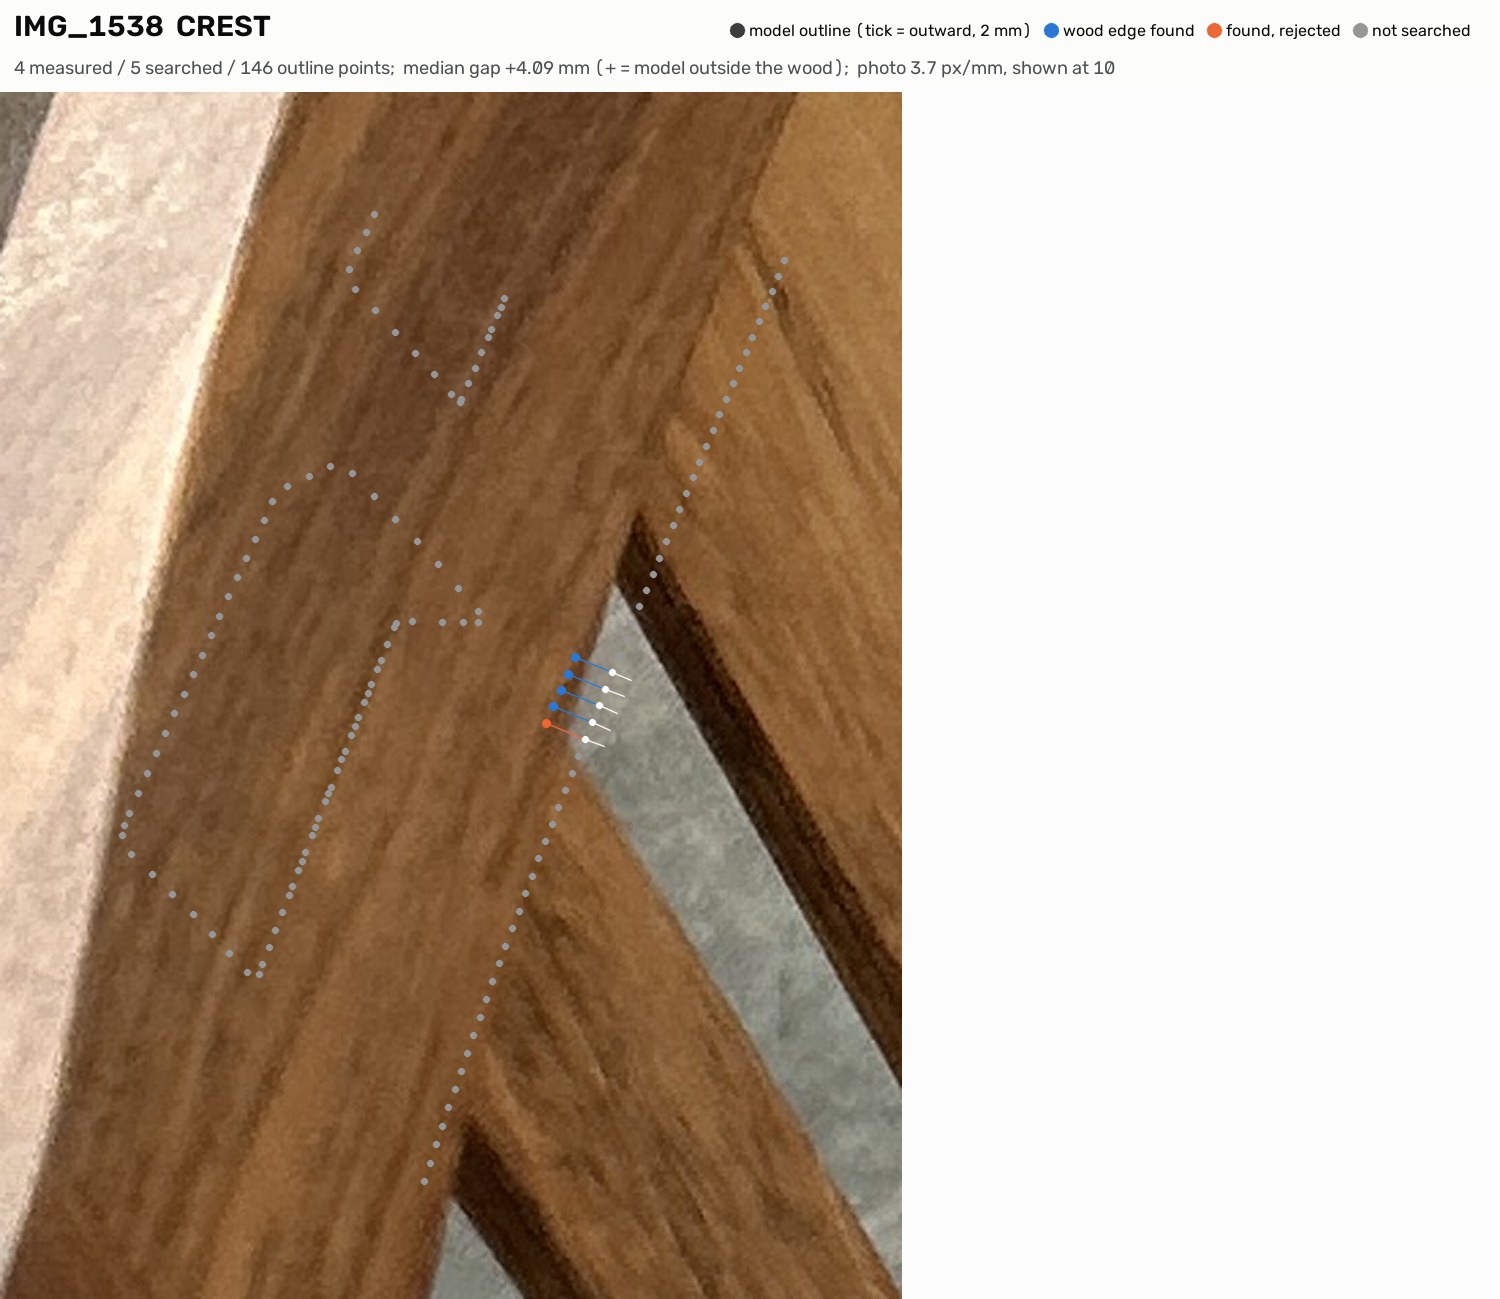 IMG_1538 CREST
model outline (tick = outward, 2 mm) wood edge found found, rejected not searched
4 measured / 5 searched / 146 outline points; median gap +4.09 mm (+ = model outside the wood); photo 3.7 px/mm, shown at 10